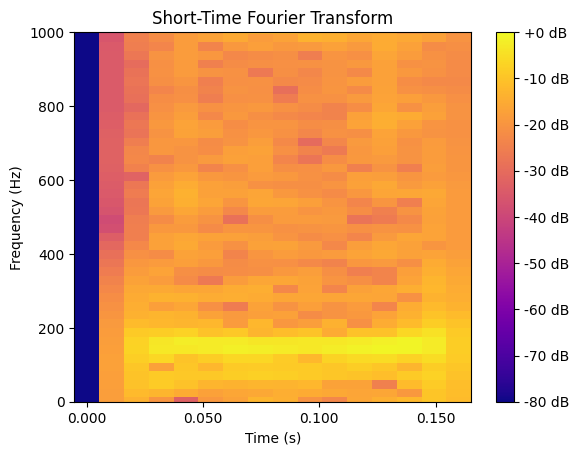 Short-Time Fourier Transform
1000
800
600
400
200
0
Frequency (Hz)
0.000
0.050
0.100
0.150
Time (s)
+0 dB
-10 dB
-20 dB
-30 dB
-40 dB
-50 dB
-60 dB
-70 dB
-80 dB